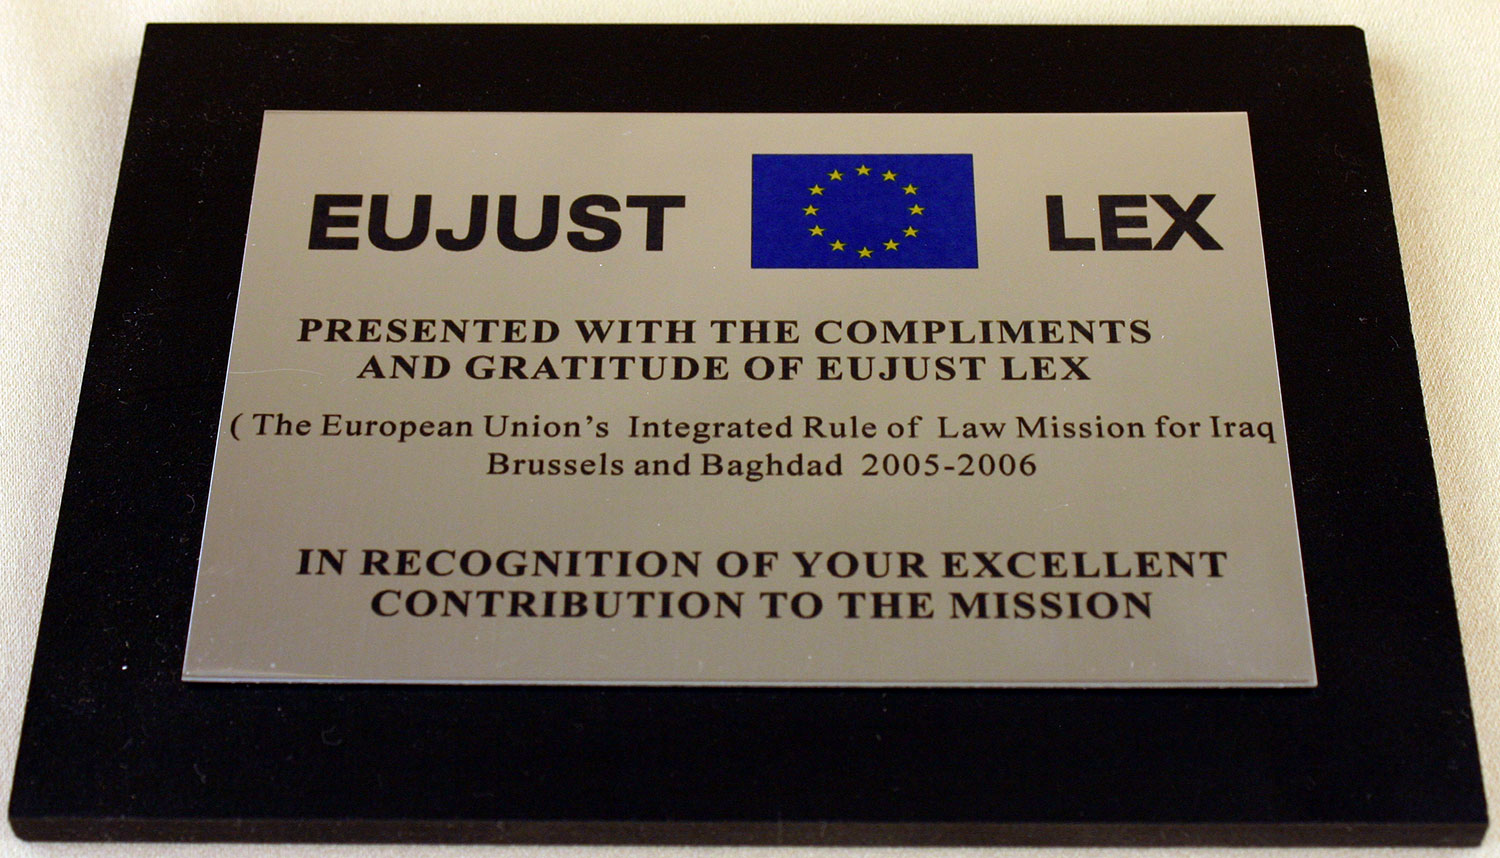 EUJUST LEX
PRESENTED WITH THE COMPLIMENTS
AND GRATITUDE OF EUJUST LEX
( The European Union’s Integrated Rule of Law Mission for Iraq
Brussels and Baghdad 2005-2006
IN RECOGNITION OF YOUR EXCELLENT
CONTRIBUTION TO THE MISSION